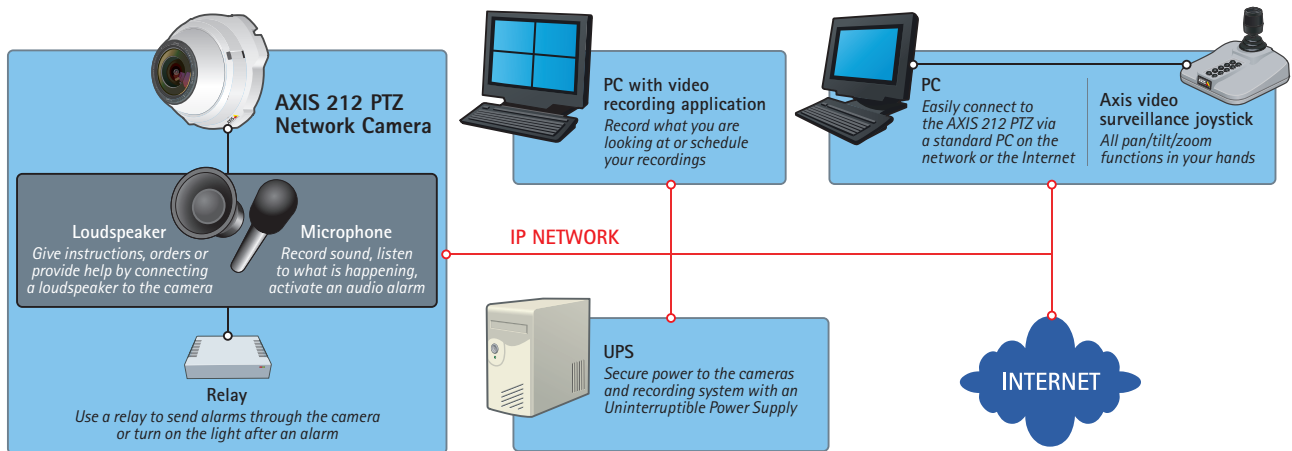 AXIS 212 PTZ
Network Camera
Loudspeaker
Give instructions, orders or
provide help by connecting
a loudspeaker to the camera
Microphone
Record sound, listen
to what is happening,
activate an audio alarm
Relay
Use a relay to send alarms through the camera
or turn on the light after an alarm
PC with video
recording application
Record what you are
looking at or schedule
your recordings
PC
Easily connect to
the AXIS 212 PTZ via
a standard PC on the
network or the Internet
Axis video
surveillance joystick
All pan/tilt/zoom
functions in your hands
IP NETWORK
UPS
Secure power to the cameras
and recording system with an
Uninterruptible Power Supply
INTERNET